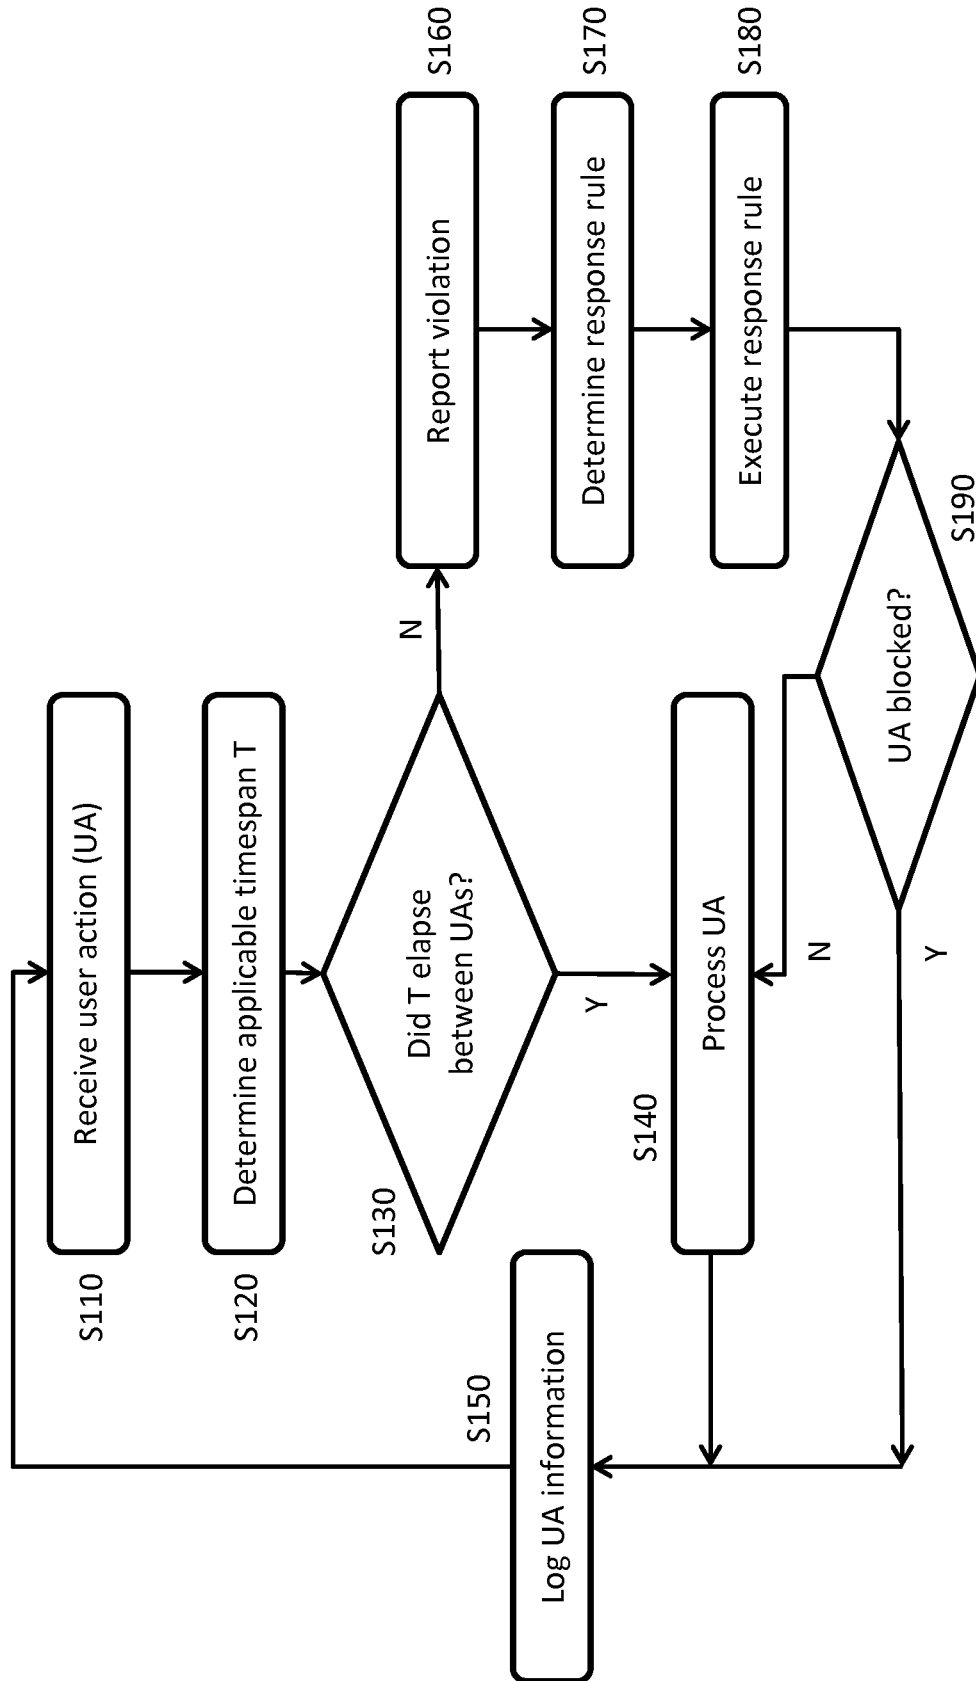 S110
Receive user action (UA)
S120
Determine applicable timespan T
S130
Did T elapse
between UAs?
N
Y
S140
Process UA
S150
Log UA information
S160
Report violation
S170
Determine response rule
S180
Execute response rule
S190
UA blocked?
N
Y